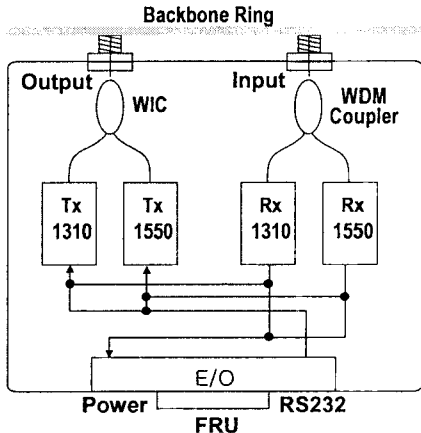 Backbone Ring
Output
Input
WIC
WDM
Coupler
Tx
1310
Tx
1550
Rx
1310
Rx
1550
E/O
Power
RS232
FRU